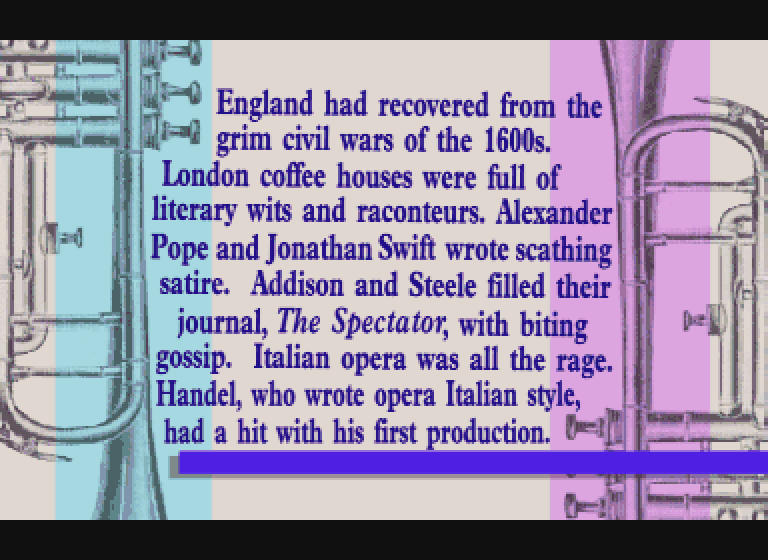 England had recovered from the
grim civil wars of the 1600s.
London coffee houses were full of
literary wits and raconteurs. Alexander
Pope and Jonathan Swift wrote scathing
satire. Addison and Steele filled their
journal, The Spectator, with biting
gossip. Italian opera was all the rage.
Handel, who wrote opera Italian style,
had a hit with his first production.